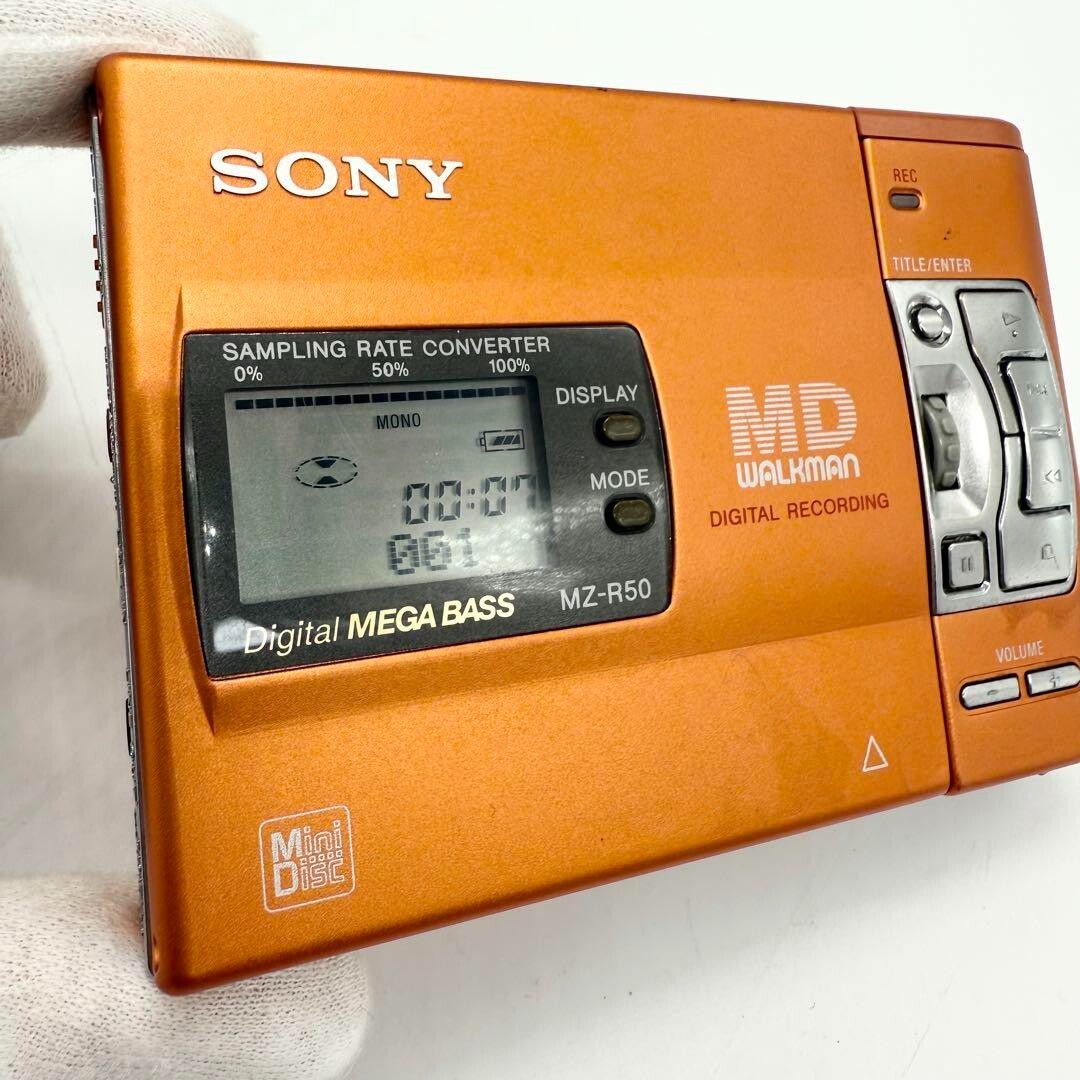 SONY
REC
TITLE/ENTER
SAMPLING RATE CONVERTER
0% 50% 100%
DISPLAY
MONO
MODE
00:07
001
Digital MEGA BASS
MZ-R50
MD
WALKMAN
DIGITAL RECORDING
VOLUME
- +
Mini
Disc